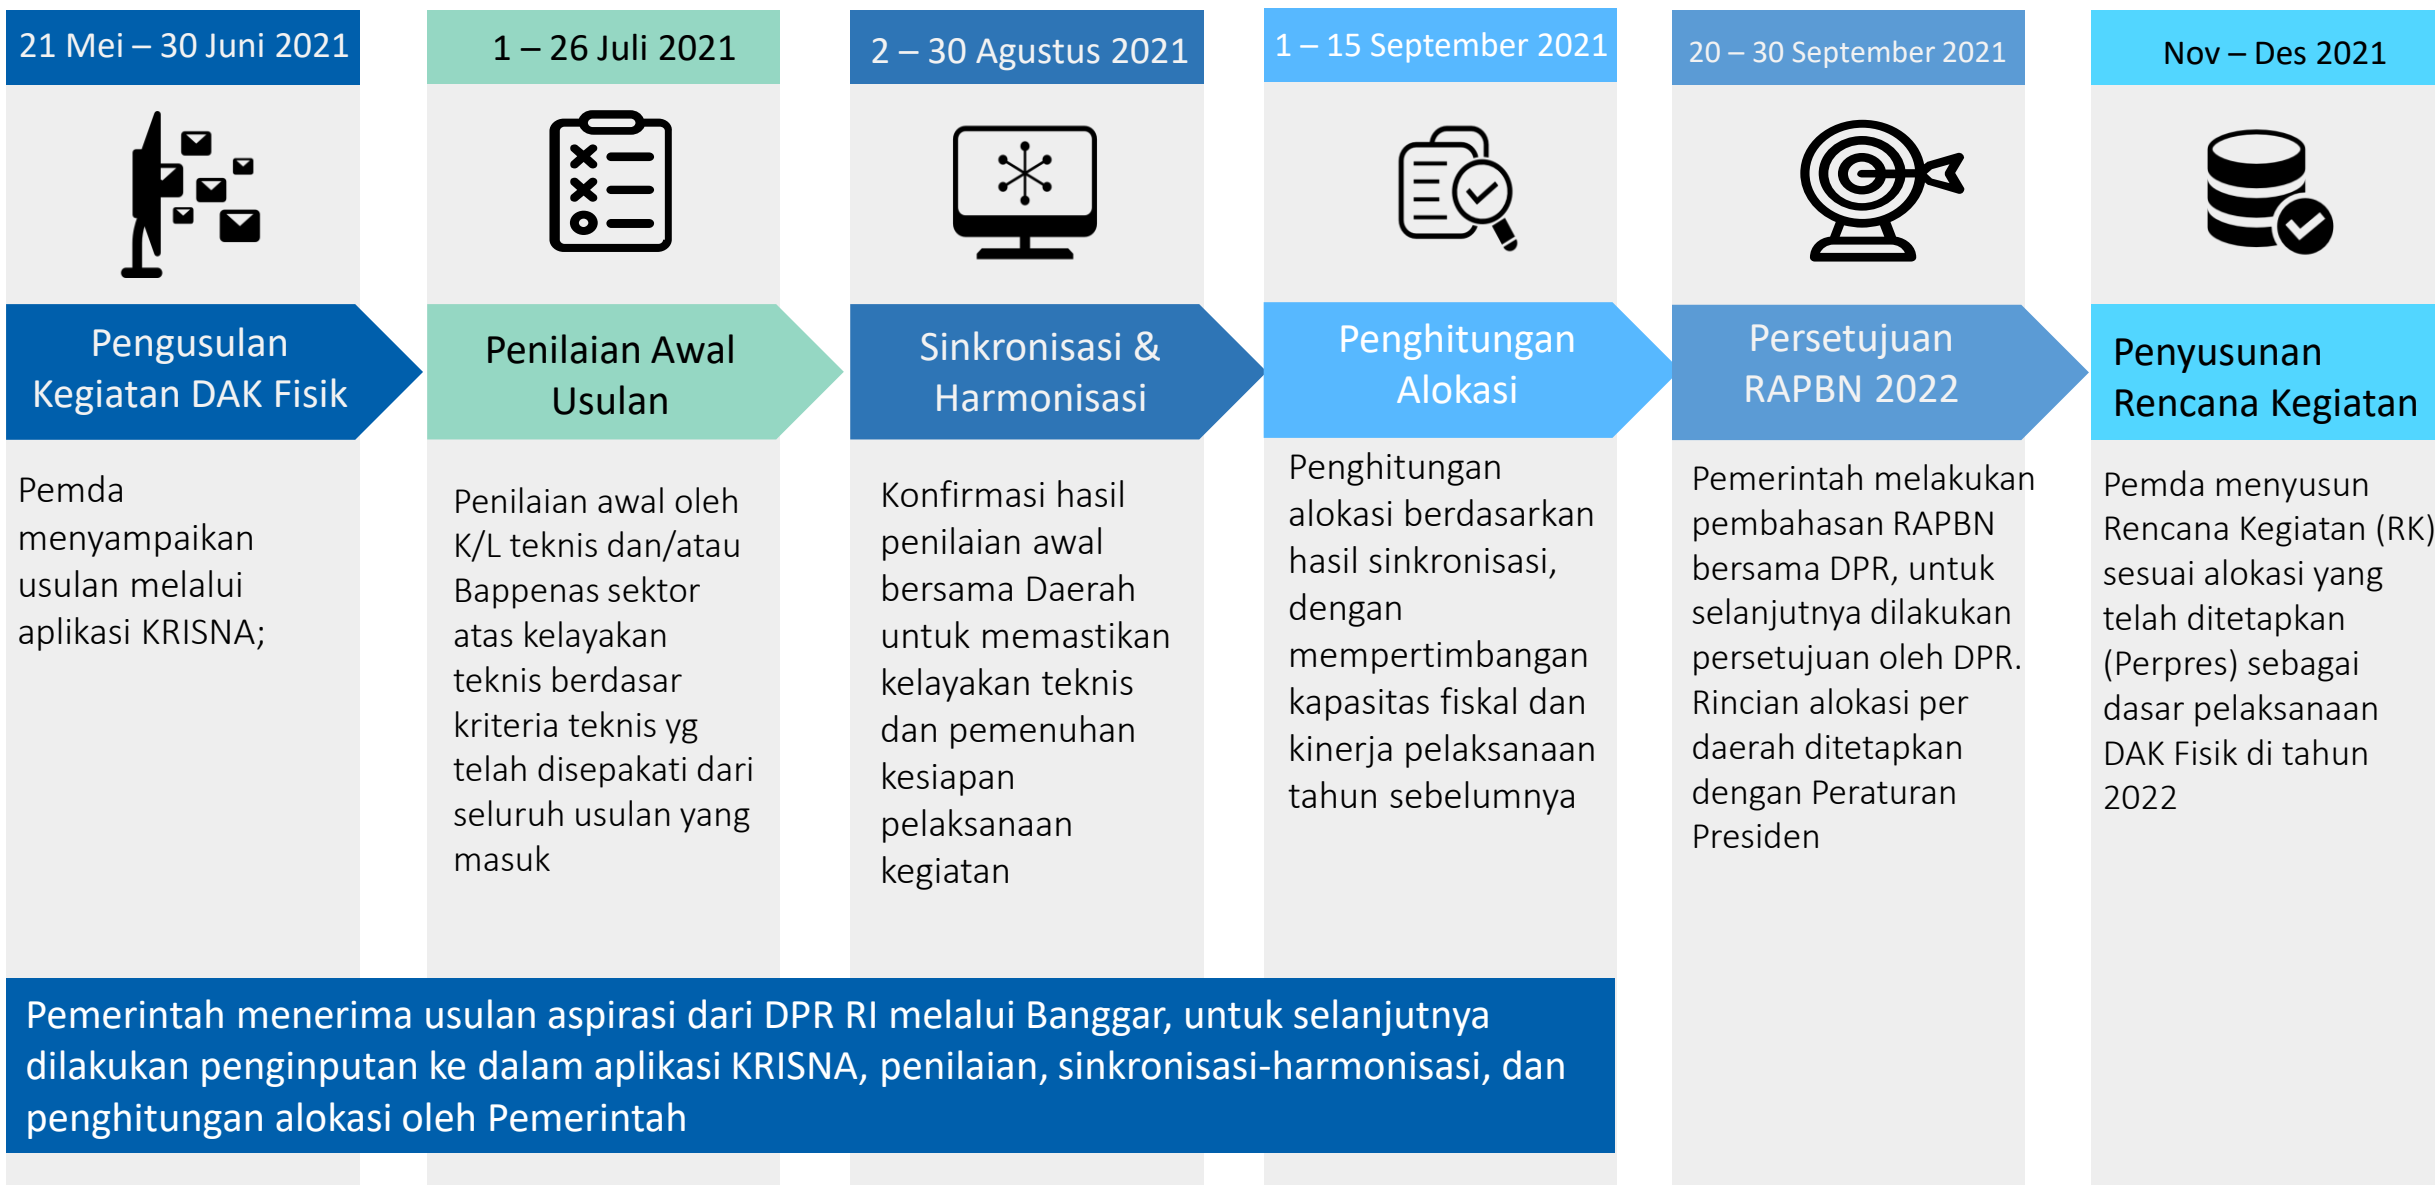 21 Mei – 30 Juni 2021
Pengusulan
Kegiatan DAK Fisik
Pemda
menyampaikan
usulan melalui
aplikasi KRISNA;
1 – 26 Juli 2021
Penilaian Awal
Usulan
Penilaian awal oleh
K/L teknis dan/atau
Bappenas sektor
atas kelayakan
teknis berdasar
kriteria teknis yg
telah disepakati dari
seluruh usulan yang
masuk
2 – 30 Agustus 2021
Sinkronisasi &
Harmonisasi
Konfirmasi hasil
penilaian awal
bersama Daerah
untuk memastikan
kelayakan teknis
dan pemenuhan
kesiapan
pelaksanaan
kegiatan
1 – 15 September 2021
Penghitungan
Alokasi
Penghitungan
alokasi berdasarkan
hasil sinkronisasi,
dengan
mempertimbangan
kapasitas fiskal dan
kinerja pelaksanaan
tahun sebelumnya
20 – 30 September 2021
Persetujuan
RAPBN 2022
Pemerintah melakukan
pembahasan RAPBN
bersama DPR, untuk
selanjutnya dilakukan
persetujuan oleh DPR.
Rincian alokasi per
daerah ditetapkan
dengan Peraturan
Presiden
Nov – Des 2021
Penyusunan
Rencana Kegiatan
Pemda menyusun
Rencana Kegiatan (RK)
sesuai alokasi yang
telah ditetapkan
(Perpres) sebagai
dasar pelaksanaan
DAK Fisik di tahun
2022
Pemerintah menerima usulan aspirasi dari DPR RI melalui Banggar, untuk selanjutnya
dilakukan penginputan ke dalam aplikasi KRISNA, penilaian, sinkronisasi-harmonisasi, dan
penghitungan alokasi oleh Pemerintah